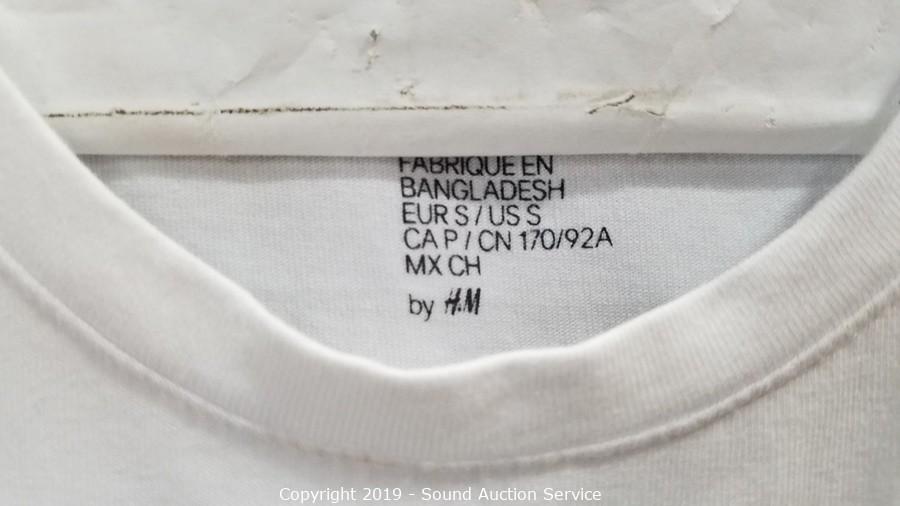 FABRIQUE EN
BANGLADESH
EUR S / US S
CA P / CN 170/92A
MX CH
by H&M
Copyright 2019 - Sound Auction Service